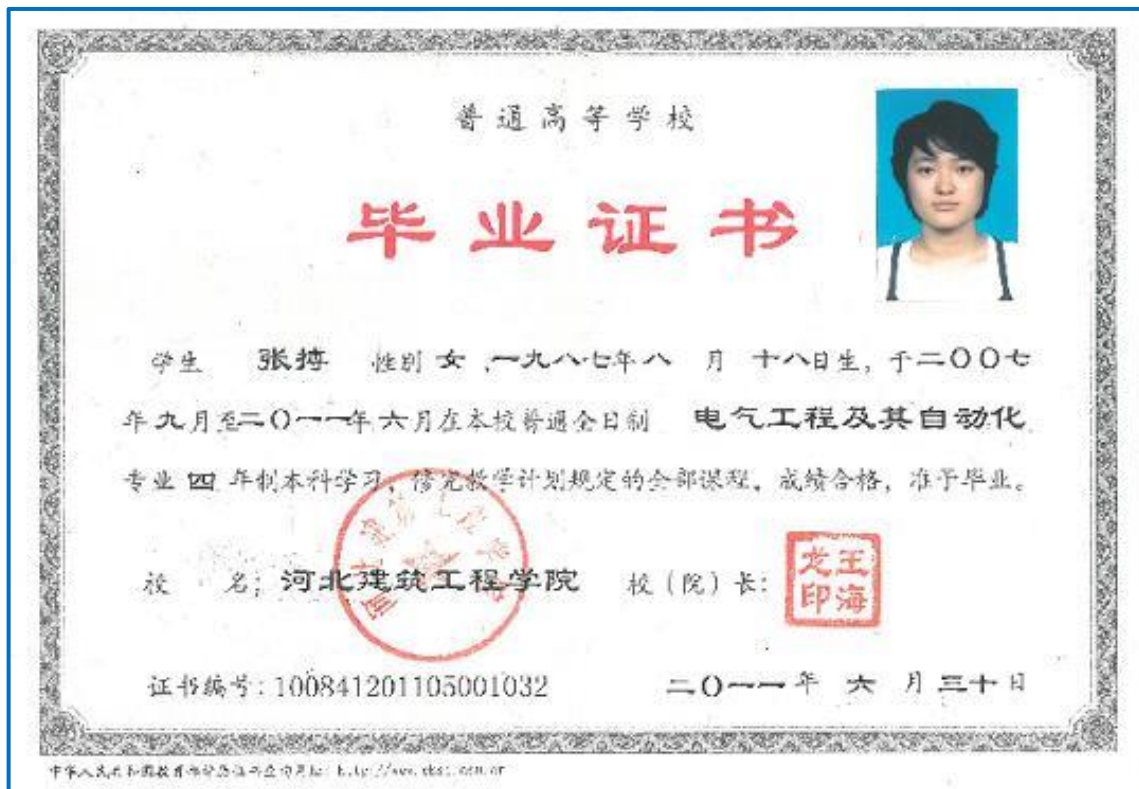 普通高等学校
毕业证书
学生 张搏 性别 女 ,一九八七年八 月 十八日生, 于二〇〇七
年九月至二〇一一年六月在本校普通全日制 电气工程及其自动化
专业 四 年制本科学习, 修完教学计划规定的全部课程, 成绩合格, 准予毕业。
校 名: 河北建筑工程学院 校(院)长:
王海龙印
证书编号: 100841201105001032 二〇一一年 六 月 三十日